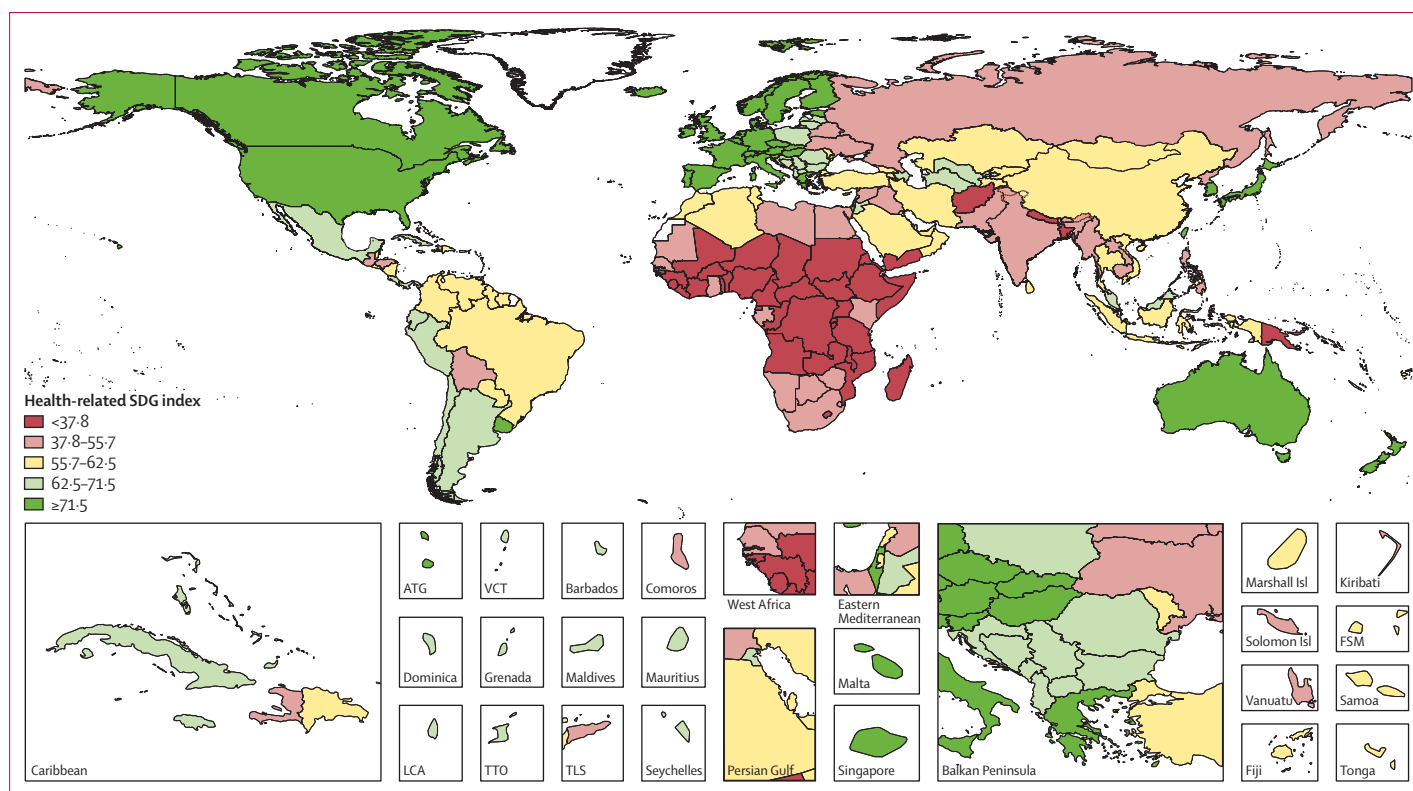 Health-related SDG index
<37·8
37·8–55·7
55·7–62·5
62·5–71·5
≥71·5
Caribbean
ATG
VCT
Barbados
Comoros
Dominica
Grenada
Maldives
Mauritius
LCA
TTO
TLS
Seychelles
West Africa
Eastern
Mediterranean
Persian Gulf
Malta
Singapore
Balkan Peninsula
Marshall Isl
Kiribati
Solomon Isl
FSM
Vanuatu
Samoa
Fiji
Tonga